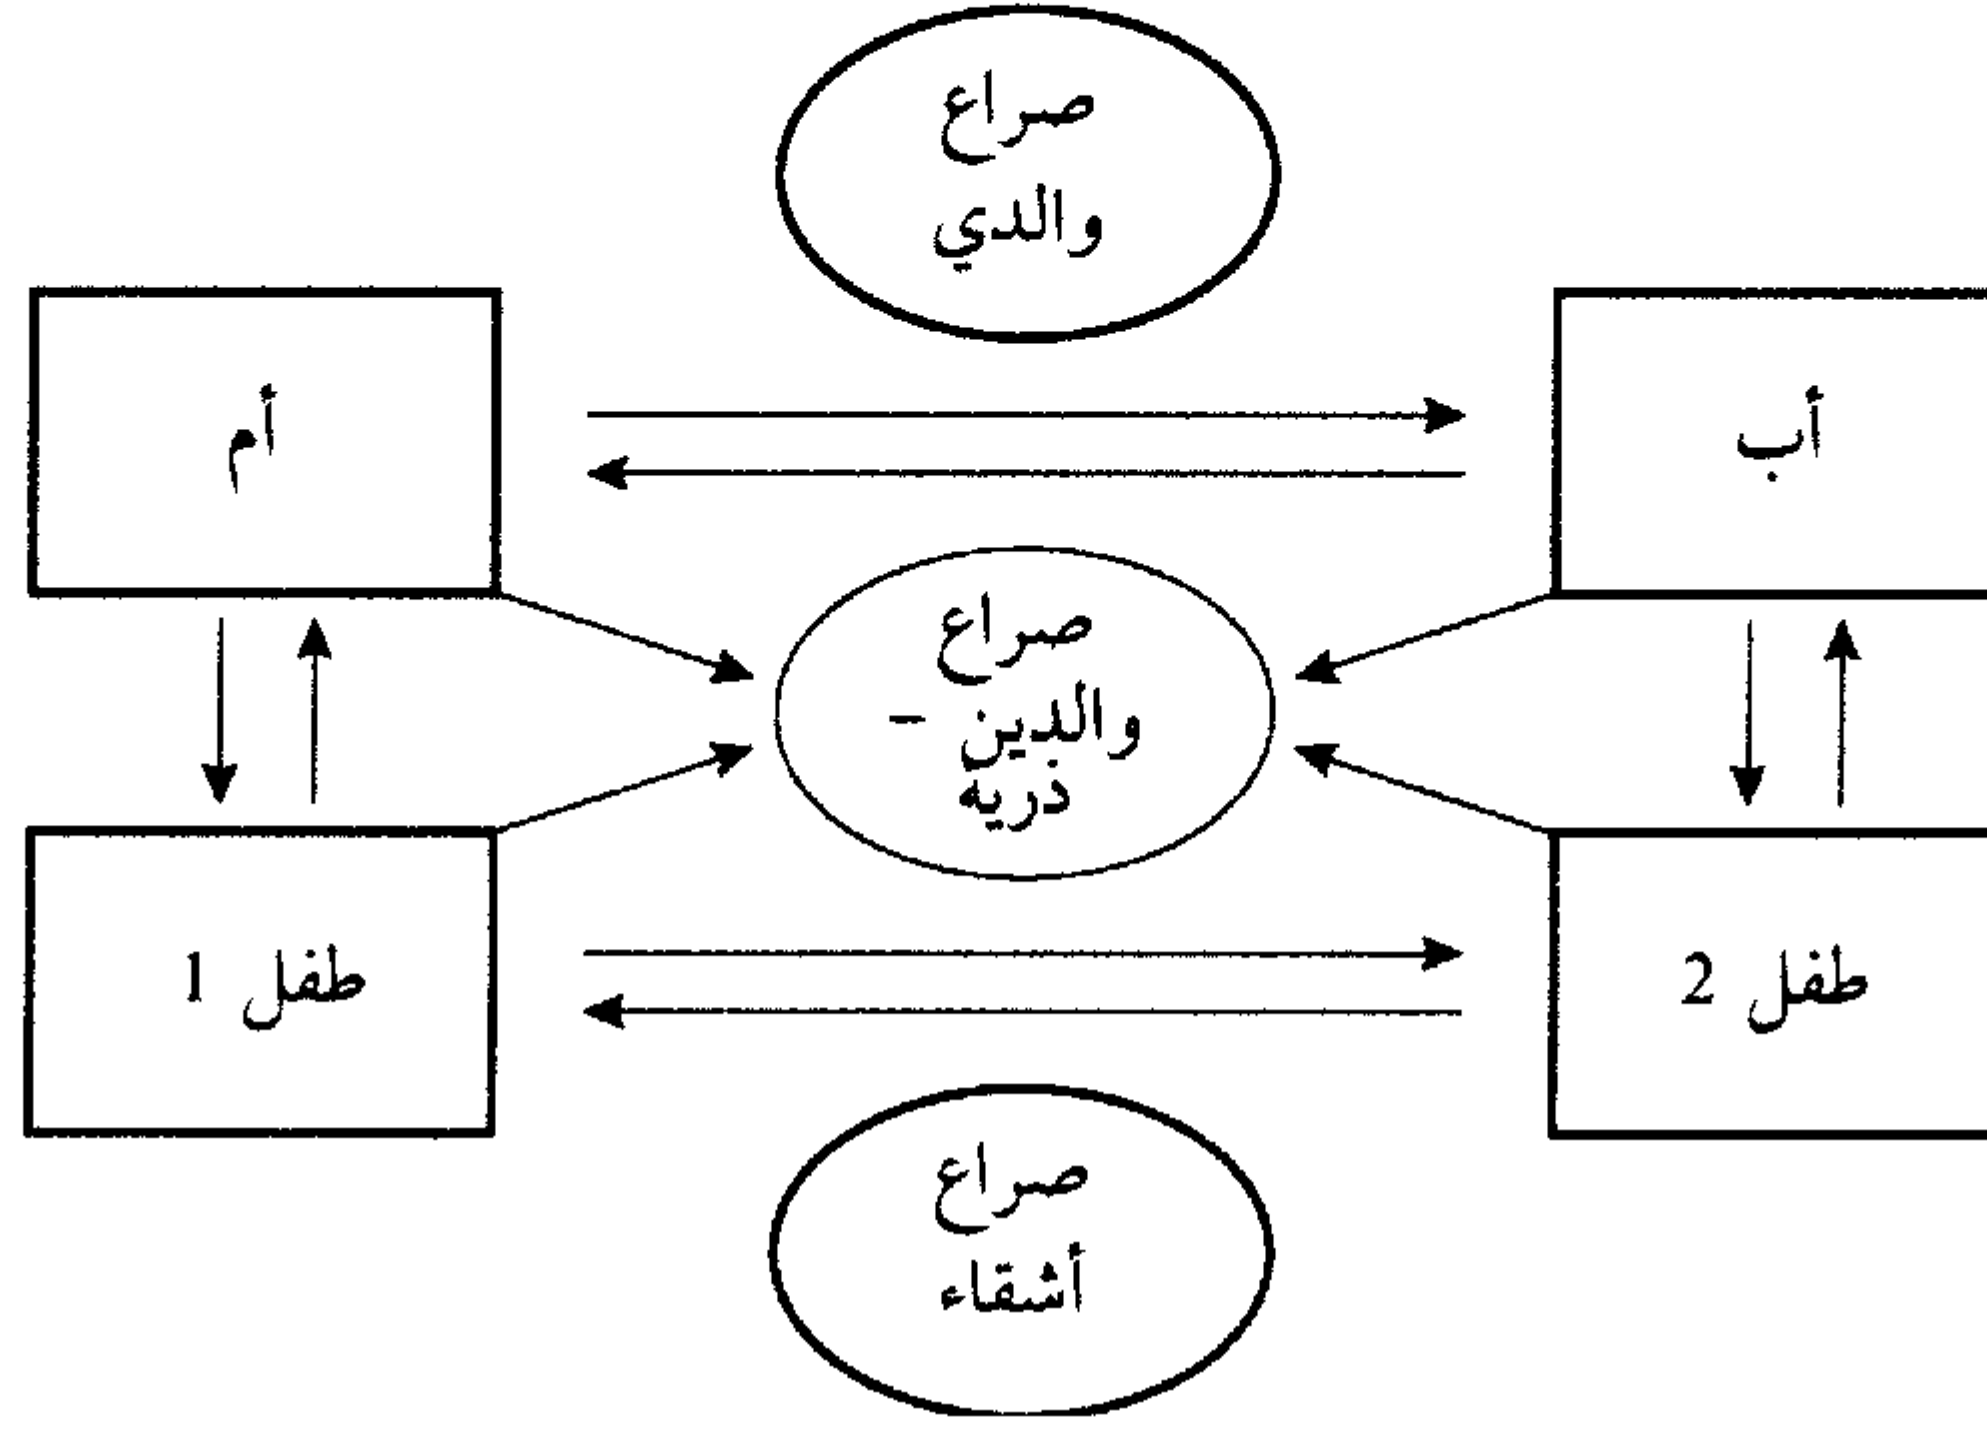 صراع
والدي
أب
أم
صراع
والدين -
ذريه
طفل 2
طفل 1
صراع
أشقاء